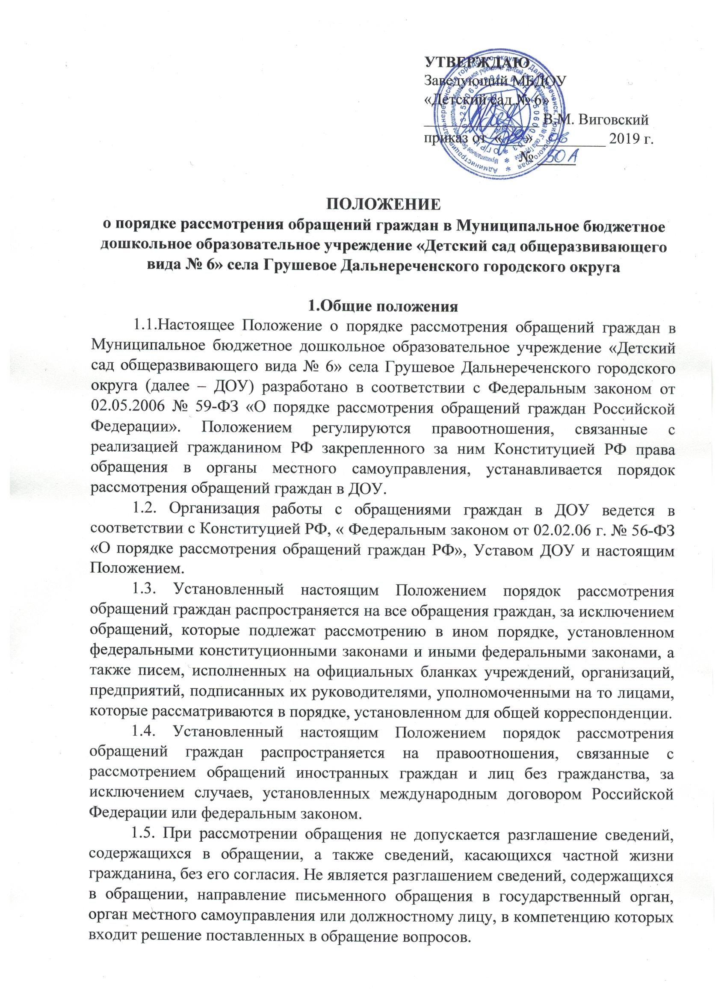 УТВЕРЖДАЮ
Заведующий МБДОУ
«Детский сад № 6»
В.М. Виговский
приказ от « » 06 2019 г.
№ 50 А
ПОЛОЖЕНИЕ
о порядке рассмотрения обращений граждан в Муниципальное бюджетное
дошкольное образовательное учреждение «Детский сад общеразвивающего
вида № 6» села Грушевое Дальнереченского городского округа
1.Общие положения
1.1.Настоящее Положение о порядке рассмотрения обращений граждан в
Муниципальное бюджетное дошкольное образовательное учреждение «Детский
сад общеразвивающего вида № 6» села Грушевое Дальнереченского городского
округа (далее – ДОУ) разработано в соответствии с Федеральным законом от
02.05.2006 № 59-ФЗ «О порядке рассмотрения обращений граждан Российской
Федерации». Положением регулируются правоотношения, связанные с
реализацией гражданином РФ закрепленного за ним Конституцией РФ права
обращения в органы местного самоуправления, устанавливается порядок
рассмотрения обращений граждан в ДОУ.
1.2. Организация работы с обращениями граждан в ДОУ ведется в
соответствии с Конституцией РФ, « Федеральным законом от 02.02.06 г. № 56-ФЗ
«О порядке рассмотрения обращений граждан РФ», Уставом ДОУ и настоящим
Положением.
1.3. Установленный настоящим Положением порядок рассмотрения
обращений граждан распространяется на все обращения граждан, за исключением
обращений, которые подлежат рассмотрению в ином порядке, установленном
федеральными конституционными законами и иными федеральными законами, а
также писем, исполненных на официальных бланках учреждений, организаций,
предприятий, подписанных их руководителями, уполномоченными на то лицами,
которые рассматриваются в порядке, установленном для общей корреспонденции.
1.4. Установленный настоящим Положением порядок рассмотрения
обращений граждан распространяется на правоотношения, связанные с
рассмотрением обращений иностранных граждан и лиц без гражданства, за
исключением случаев, установленных международным договором Российской
Федерации или федеральным законом.
1.5. При рассмотрении обращения не допускается разглашение сведений,
содержащихся в обращении, а также сведений, касающихся частной жизни
гражданина, без его согласия. Не является разглашением сведений, содержащихся
в обращении, направление письменного обращения в государственный орган,
орган местного самоуправления или должностному лицу, в компетенцию которых
входит решение поставленных в обращение вопросов.